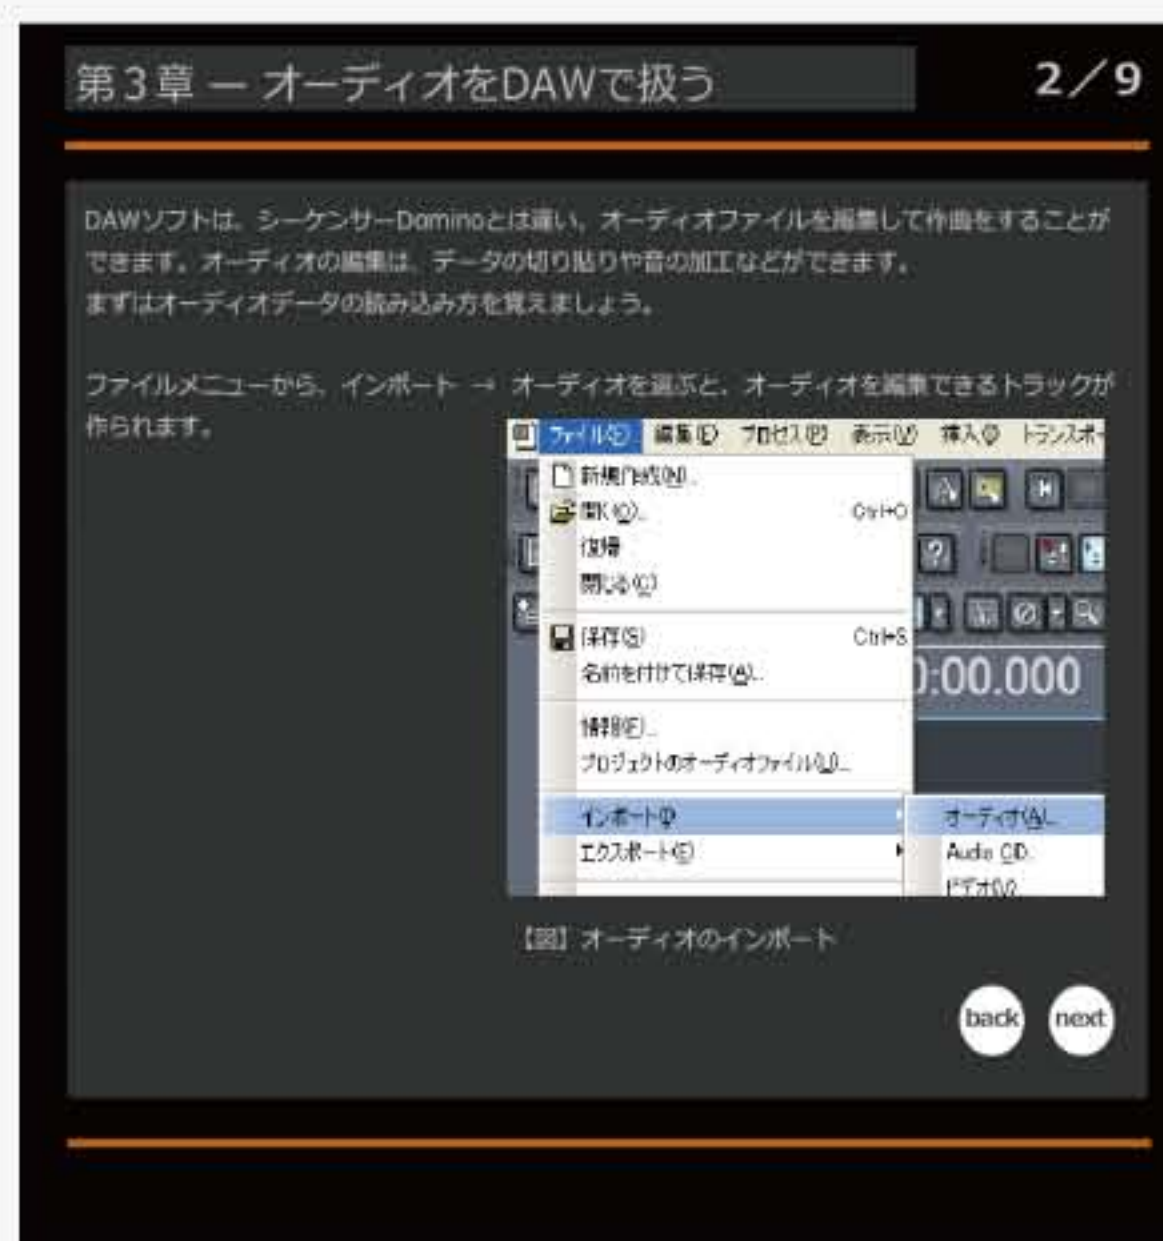 第3章 ― オーディオをDAWで扱う
2／9
DAWソフトは、シーケンサーDominoとは違い、オーディオファイルを編集して作曲をすることが
できます。オーディオの編集は、データの切り貼りや音の加工などができます。
まずはオーディオデータの読み込み方を覚えましょう。
ファイルメニューから、インポート → オーディオを選ぶと、オーディオを編集できるトラックが
作られます。
ファイル(F) 編集(E) プロセス(P) 表示(V) 挿入(I) トランスポー
新規作成(N)...
開く(O)... Ctrl+O
復帰
閉じる(C)
保存(S) Ctrl+S
名前を付けて保存(A)...
0:00.000
情報(F)...
プロジェクトのオーディオファイル(U)...
インポート(I) オーディオ(A)...
エクスポート(E) Audio CD...
ビデオ(V)
【図】オーディオのインポート
back next